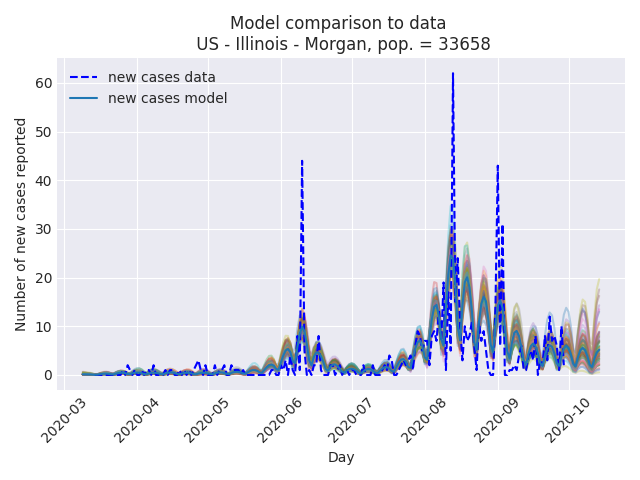 Model comparison to data
US - Illinois - Morgan, pop. = 33658
new cases data
new cases model
Number of new cases reported
60
50
40
30
20
10
0
2020-03
2020-04
2020-05
2020-06
2020-07
2020-08
2020-09
2020-10
Day